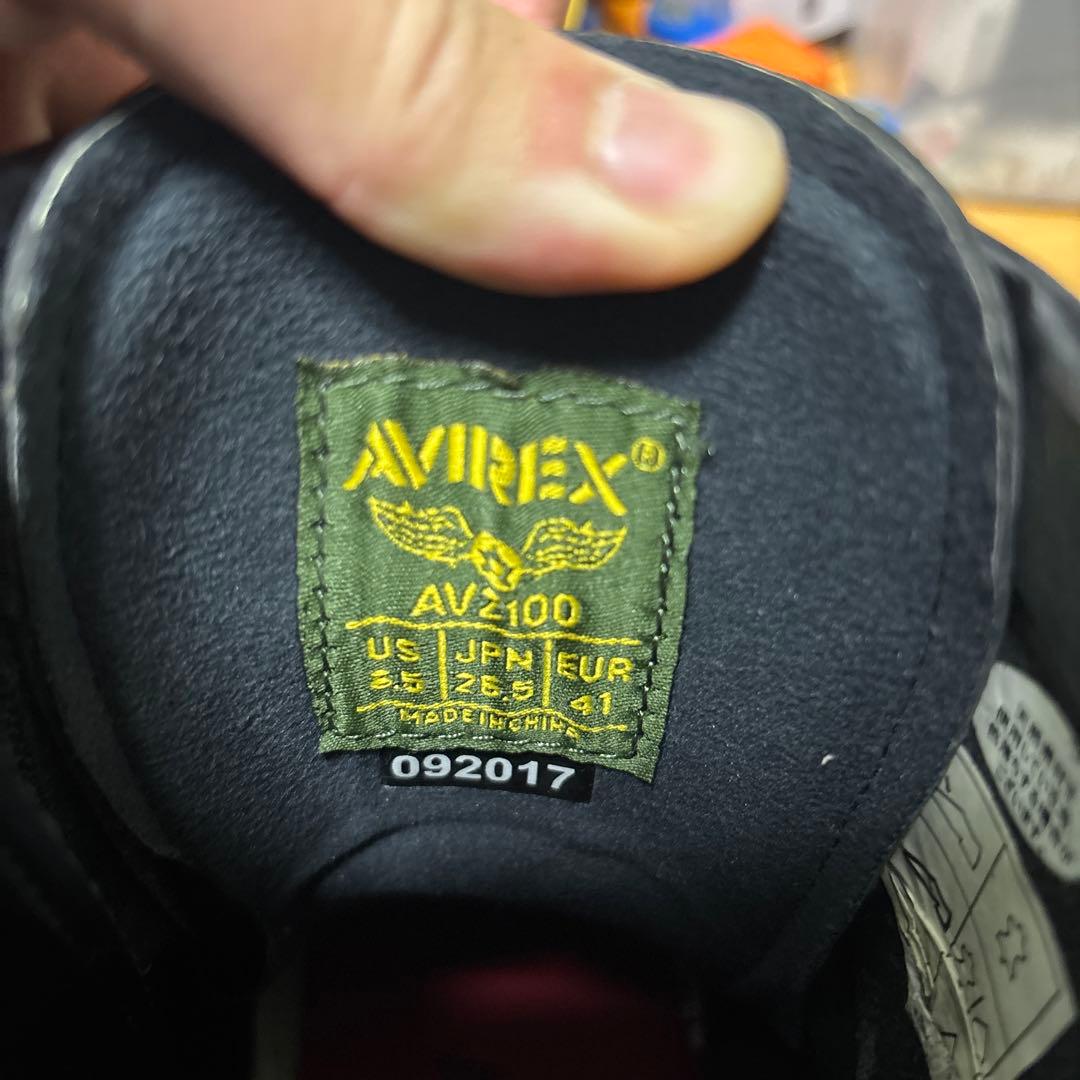 AVIREX®
AV2100
US JPN EUR
8.5 26.5 41
MADE IN CHINA
092017